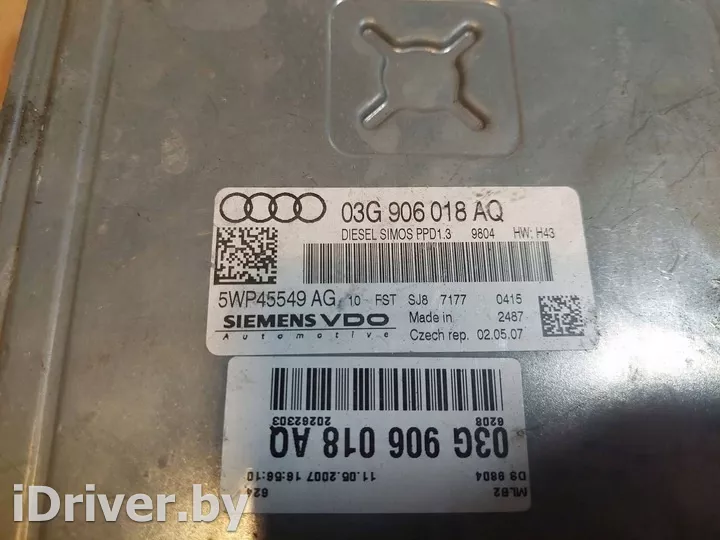 03G 906 018 AQ
DIESEL SIMOS PPD1.3 9804 HW: H43
5WP45549 AG 10 - FST SJ8 7177 0415
SIEMENS VDO Made in 2487
Automotive Czech rep. 02.05.07
MLB2 624
DS 9804 11.05.2007 16:56:10
03G 906 018 AQ
6208 20262303
iDriver.by